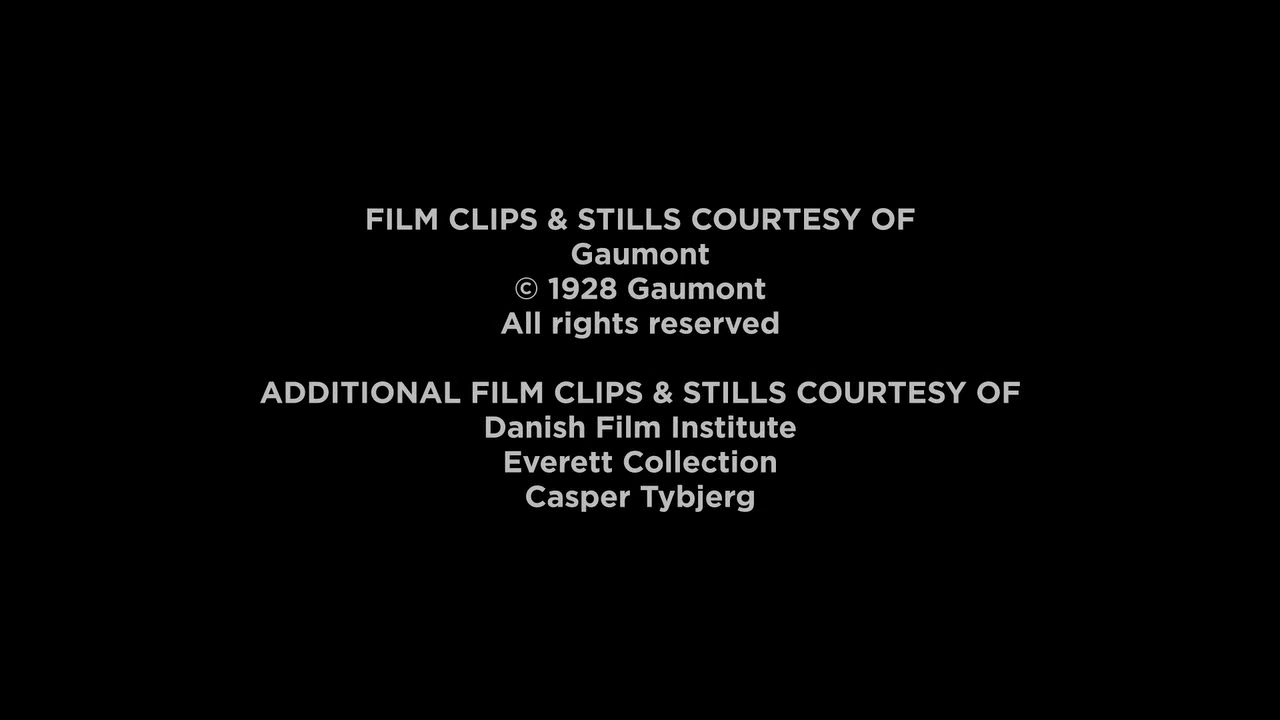 FILM CLIPS & STILLS COURTESY OF
Gaumont
© 1928 Gaumont
All rights reserved
ADDITIONAL FILM CLIPS & STILLS COURTESY OF
Danish Film Institute
Everett Collection
Casper Tybjerg